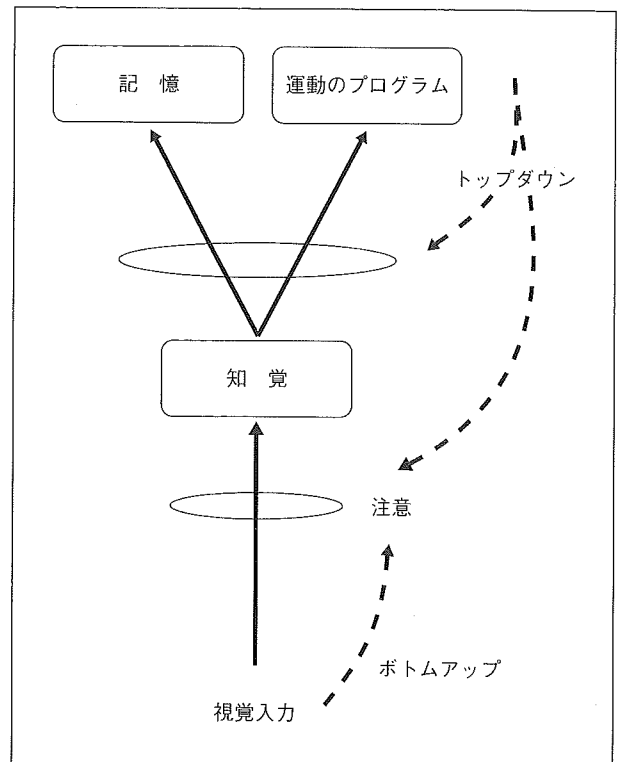 記憶
運動のプログラム
トップダウン
知覚
注意
ボトムアップ
視覚入力